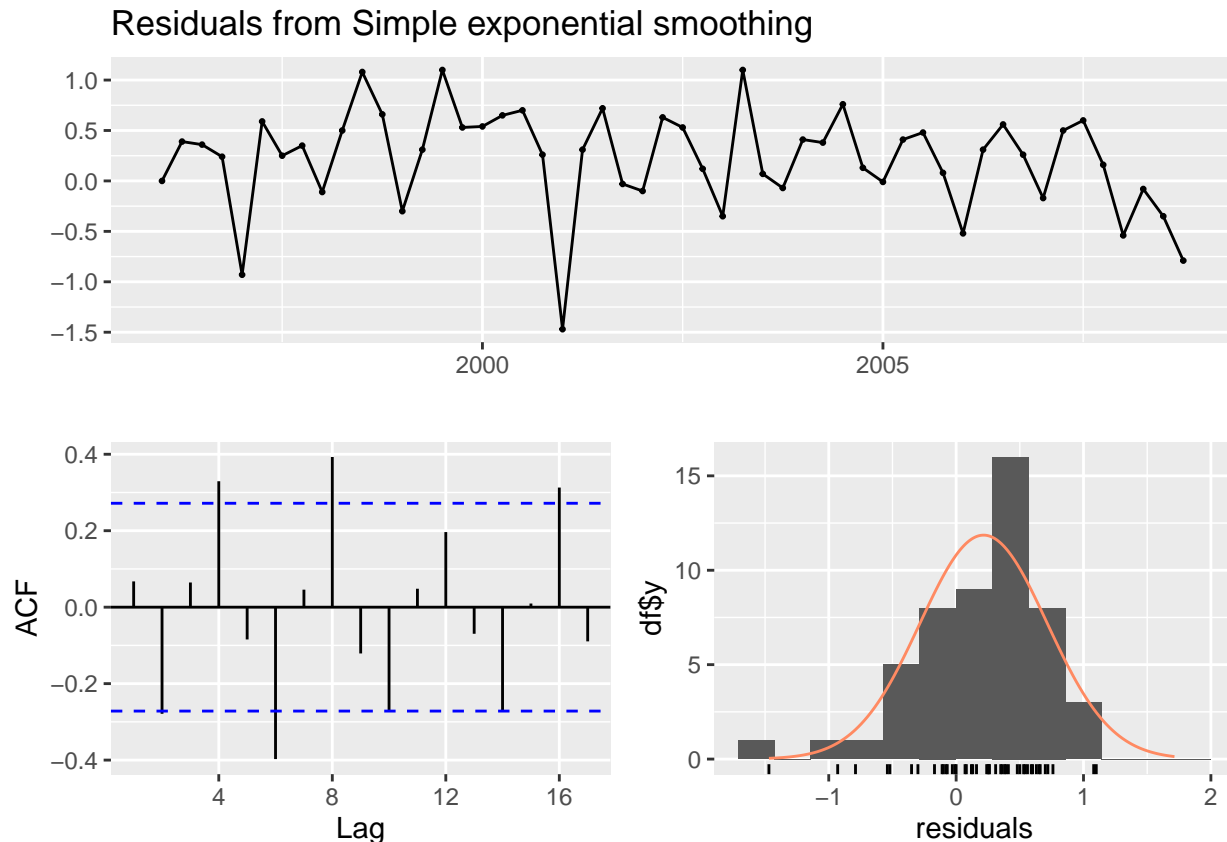 Residuals from Simple exponential smoothing
1.0
0.5
0.0
−0.5
−1.0
−1.5
2000 2005
ACF
0.4
0.2
0.0
−0.2
−0.4
4 8 12 16
Lag
df$y
15
10
5
0
−1 0 1 2
residuals